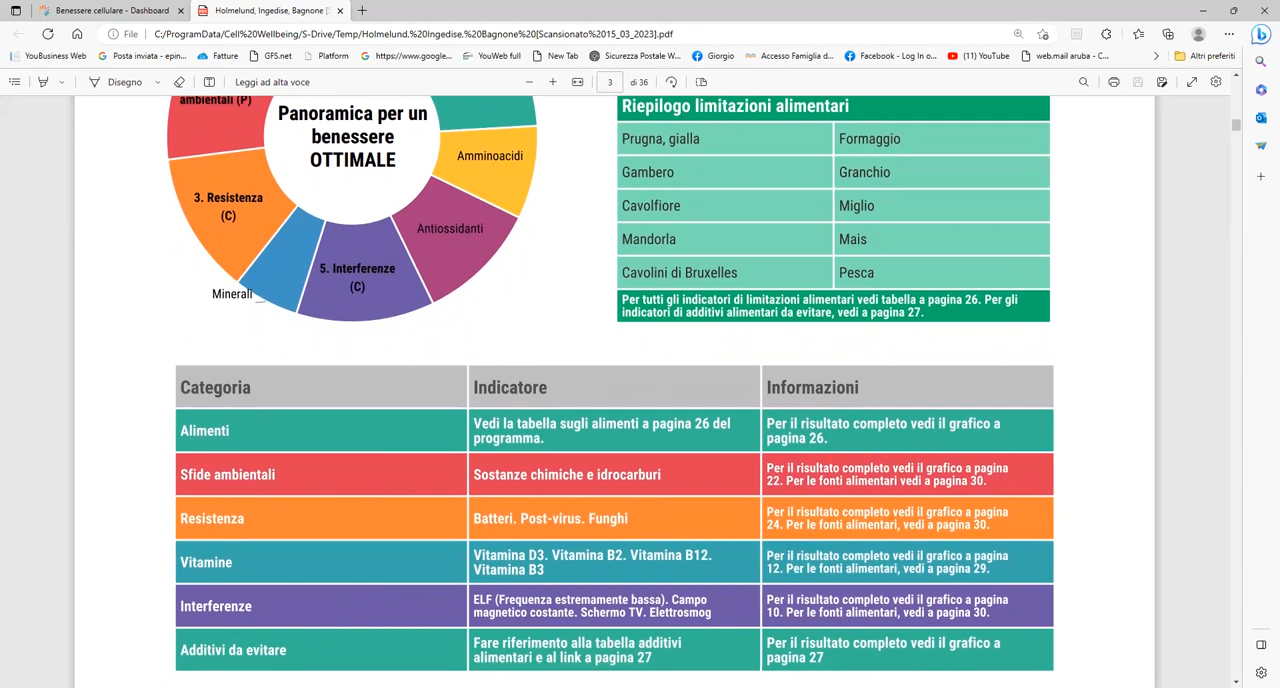 Benessere cellulare - Dashboard
Holmelund, Ingedise, Bagnone [S
File
C:/ProgramData/Cell%20Wellbeing/S-Drive/Temp/Holmelund,%20Ingedise,%20Bagnone%20[Scansionato%2015_03_2023].pdf
YouBusiness Web
Posta inviata - epin...
Fatture
GFS.net
Platform
https://www.google...
YouWeb full
New Tab
Sicurezza Postale W...
Giorgio
Accesso Famiglia d...
Facebook - Log In o...
(11) YouTube
web.mail aruba - C...
Altri preferiti
Disegno
Leggi ad alta voce
3
di 36
ambientali (P)
Panoramica per un
benessere
OTTIMALE
Amminoacidi
3. Resistenza
(C)
Antiossidanti
5. Interferenze
(C)
Minerali
Riepilogo limitazioni alimentari
Prugna, gialla
Formaggio
Gambero
Granchio
Cavolfiore
Miglio
Mandorla
Mais
Cavolini di Bruxelles
Pesca
Per tutti gli indicatori di limitazioni alimentari vedi tabella a pagina 26. Per gli
indicatori di additivi alimentari da evitare, vedi a pagina 27.
Categoria
Indicatore
Informazioni
Alimenti
Vedi la tabella sugli alimenti a pagina 26 del
programma.
Per il risultato completo vedi il grafico a
pagina 26.
Sfide ambientali
Sostanze chimiche e idrocarburi
Per il risultato completo vedi il grafico a pagina
22. Per le fonti alimentari vedi a pagina 30.
Resistenza
Batteri. Post-virus. Funghi
Per il risultato completo vedi il grafico a pagina
24. Per le fonti alimentari, vedi a pagina 30.
Vitamine
Vitamina D3. Vitamina B2. Vitamina B12.
Vitamina B3
Per il risultato completo vedi il grafico a pagina
12. Per le fonti alimentari, vedi a pagina 29.
Interferenze
ELF (Frequenza estremamente bassa). Campo
magnetico costante. Schermo TV. Elettrosmog
Per il risultato completo vedi il grafico a pagina
10. Per le fonti alimentari, vedi a pagina 30.
Additivi da evitare
Fare riferimento alla tabella additivi
alimentari e al link a pagina 27
Per il risultato completo vedi il grafico a
pagina 27